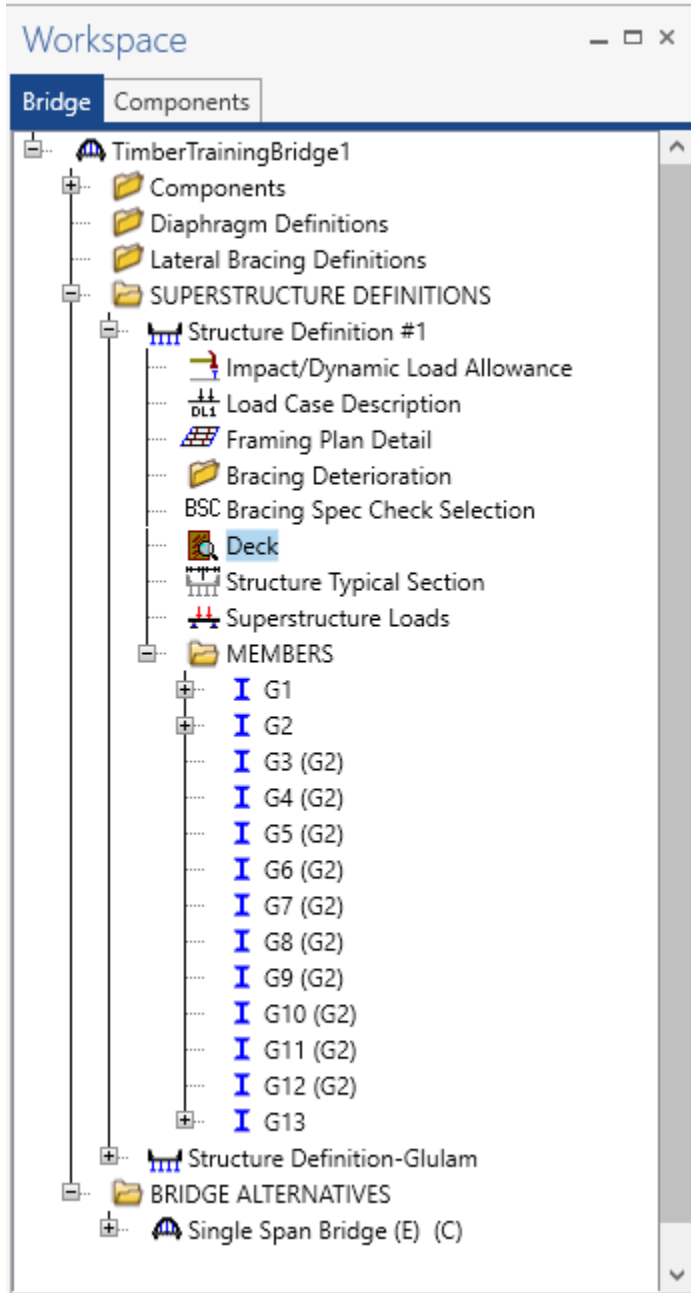 Workspace
Bridge Components
TimberTrainingBridge1
Components
Diaphragm Definitions
Lateral Bracing Definitions
SUPERSTRUCTURE DEFINITIONS
Structure Definition #1
Impact/Dynamic Load Allowance
DL1 Load Case Description
Framing Plan Detail
Bracing Deterioration
BSC Bracing Spec Check Selection
Deck
Structure Typical Section
Superstructure Loads
MEMBERS
G1
G2
G3 (G2)
G4 (G2)
G5 (G2)
G6 (G2)
G7 (G2)
G8 (G2)
G9 (G2)
G10 (G2)
G11 (G2)
G12 (G2)
G13
Structure Definition-Glulam
BRIDGE ALTERNATIVES
Single Span Bridge (E) (C)